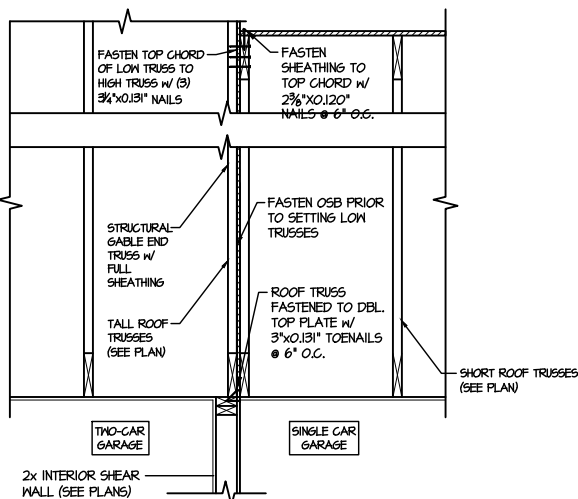 FASTEN TOP CHORD
OF LOW TRUSS TO
HIGH TRUSS W/ (3)
3¼"x0.131" NAILS
FASTEN
SHEATHING TO
TOP CHORD W/
2⅜"X0.120"
NAILS @ 6" O.C.
FASTEN OSB PRIOR
TO SETTING LOW
TRUSSES
STRUCTURAL
GABLE END
TRUSS W/
FULL
SHEATHING
ROOF TRUSS
FASTENED TO DBL.
TOP PLATE W/
3"x0.131" TOENAILS
@ 6" O.C.
TALL ROOF
TRUSSES
(SEE PLAN)
SHORT ROOF TRUSSES
(SEE PLAN)
TWO-CAR
GARAGE
SINGLE CAR
GARAGE
2x INTERIOR SHEAR
WALL (SEE PLANS)